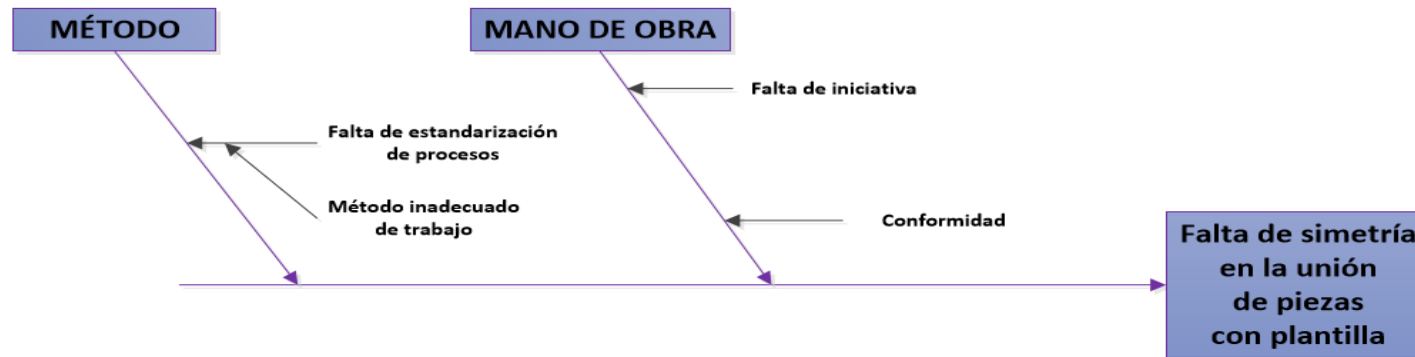 MÉTODO
MANO DE OBRA
Falta de iniciativa
Falta de estandarización
de procesos
Método inadecuado
de trabajo
Conformidad
Falta de simetría
en la unión
de piezas
con plantilla